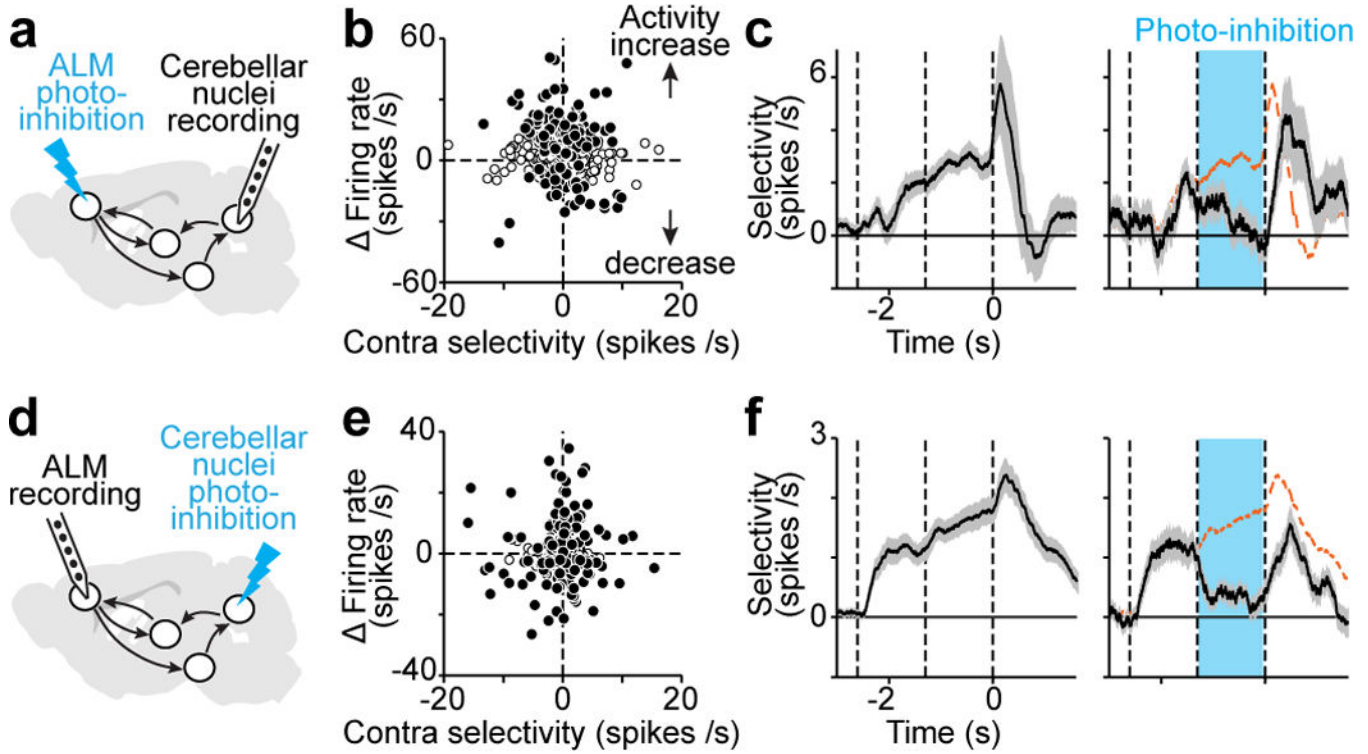 a
ALM
photo-
inhibition
Cerebellar
nuclei
recording
b
60
0
-60
Δ Firing rate
(spikes /s)
Activity
increase
decrease
-20
0
20
Contra selectivity (spikes /s)
c
Photo-inhibition
6
0
Selectivity
(spikes /s)
-2
0
Time (s)
d
ALM
recording
Cerebellar
nuclei
photo-
inhibition
e
40
0
-40
Δ Firing rate
(spikes /s)
-20
0
20
Contra selectivity (spikes /s)
f
3
0
Selectivity
(spikes /s)
-2
0
Time (s)